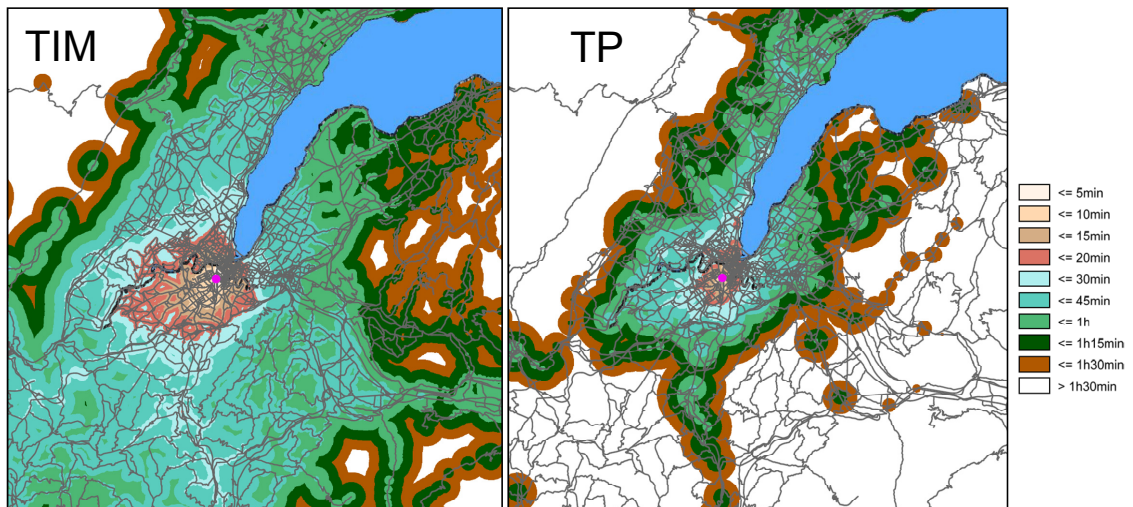 TIM
TP
<= 5min
<= 10min
<= 15min
<= 20min
<= 30min
<= 45min
<= 1h
<= 1h15min
<= 1h30min
> 1h30min